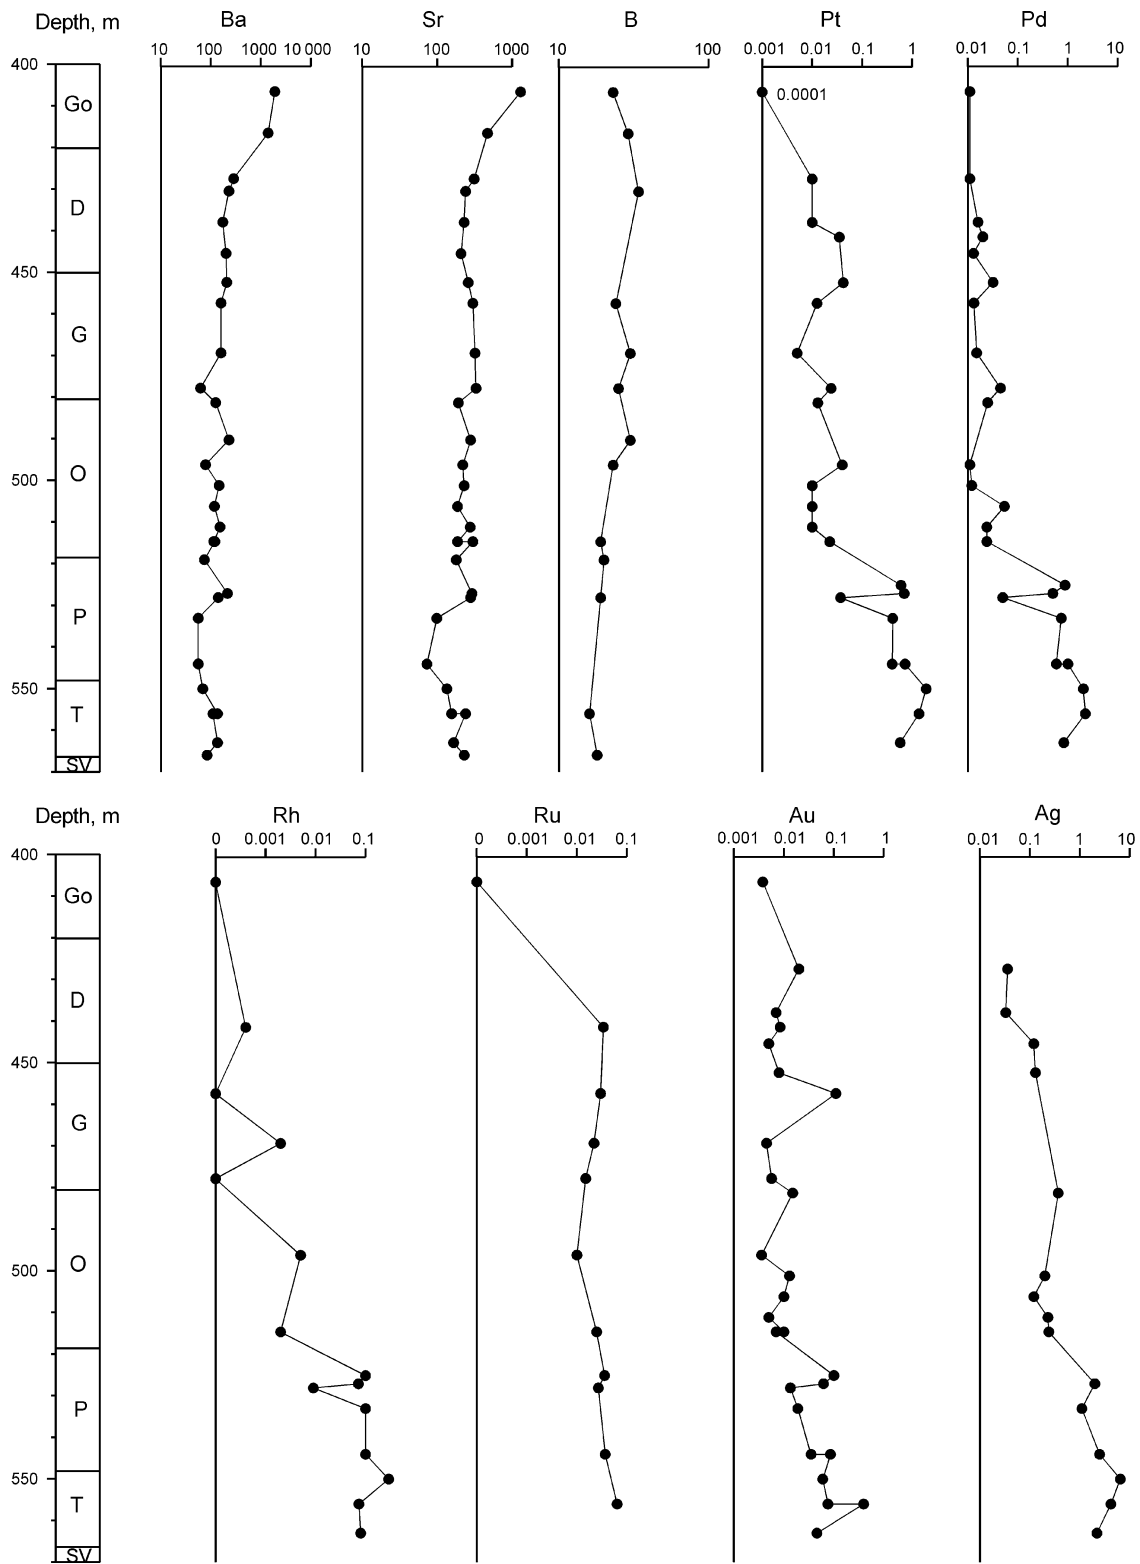 Depth, m Ba Sr B Pt Pd
10 100 1000 10 000 10 100 1000 10 100 0.001 0.01 0.1 1 0.01 0.1 1 10
400
Go 0.0001
D
450
G
O
500
P
550
T
SV
Depth, m Rh Ru Au Ag
0 0.001 0.01 0.1 0 0.001 0.01 0.1 0.001 0.01 0.1 1 0.01 0.1 1 10
400
Go
D
450
G
O
500
P
550
T
SV